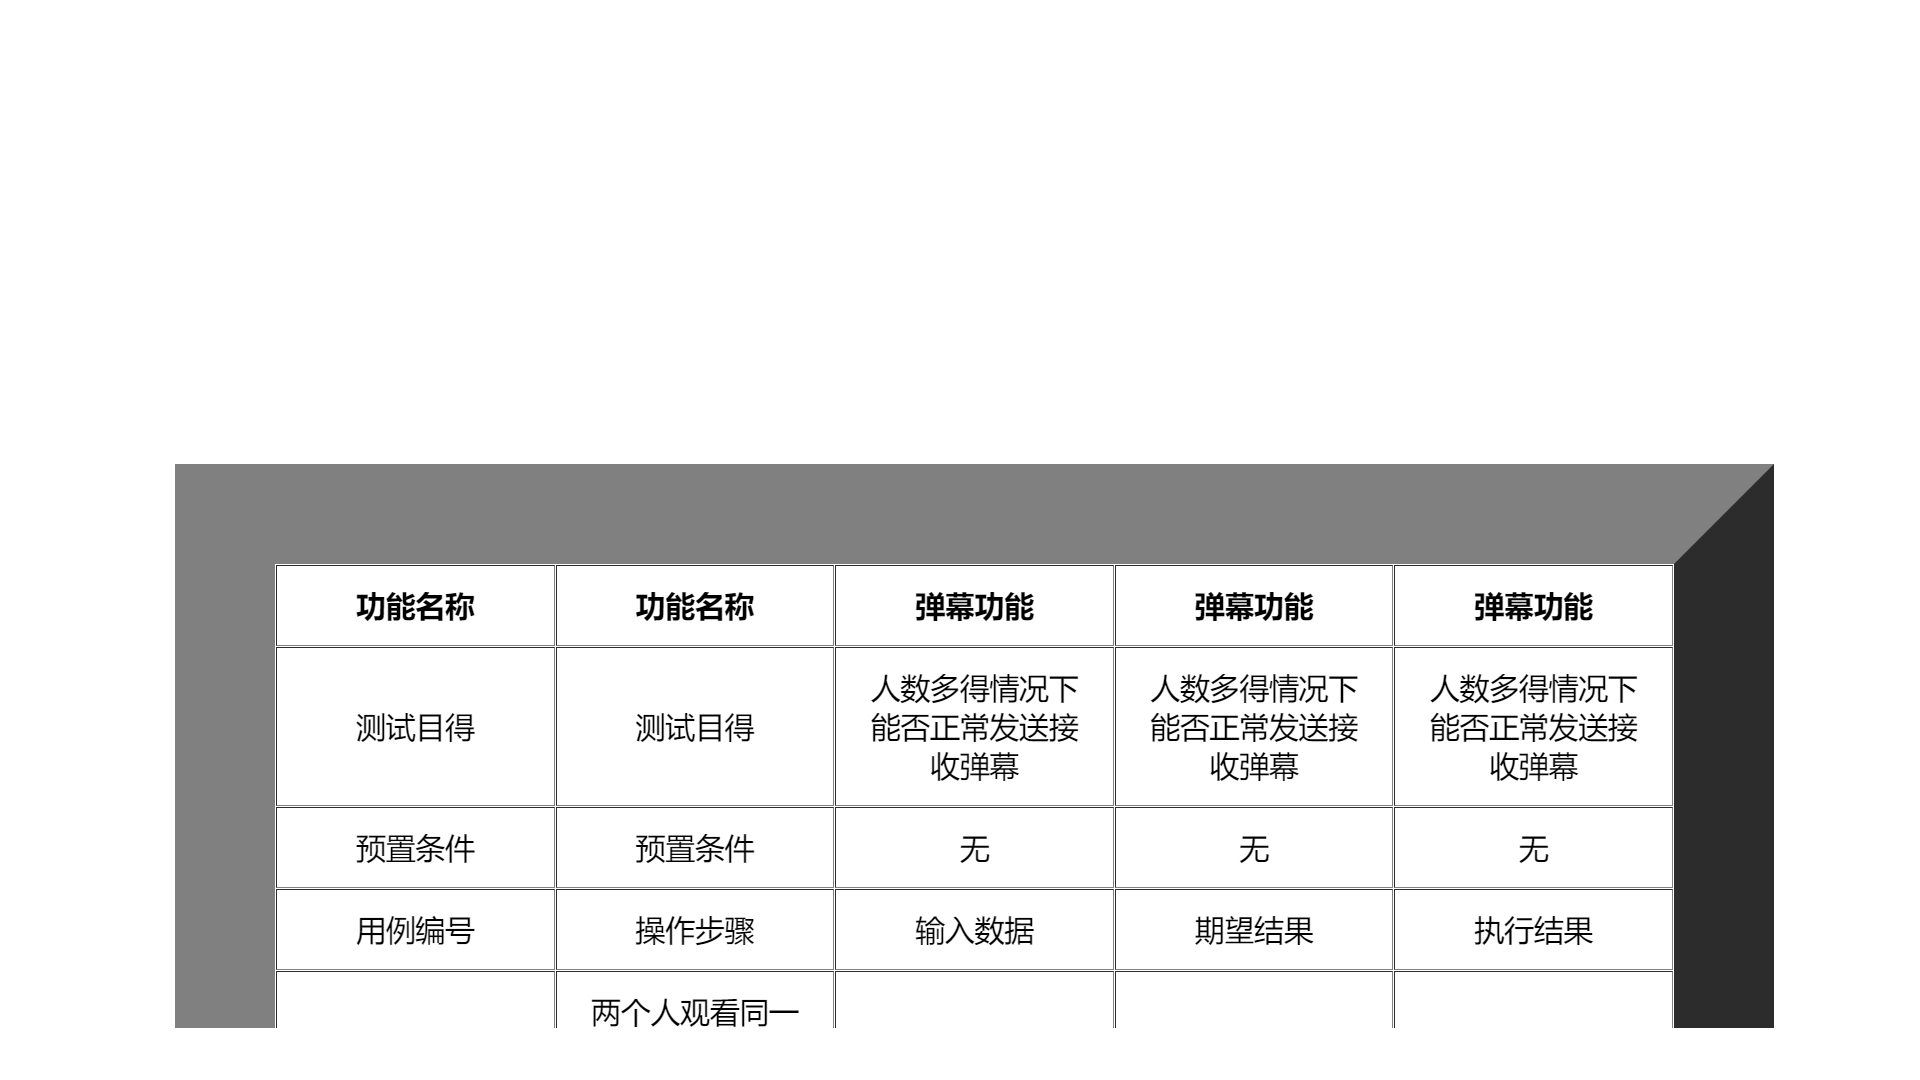 功能名称 功能名称 弹幕功能 弹幕功能 弹幕功能
测试目得 测试目得 人数多得情况下能否正常发送接收弹幕 人数多得情况下能否正常发送接收弹幕 人数多得情况下能否正常发送接收弹幕
预置条件 预置条件 无 无 无
用例编号 操作步骤 输入数据 期望结果 执行结果
两个人观看同一